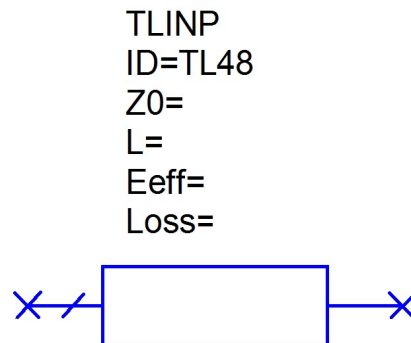 TLINP
ID=TL48
Z0=
L=
Eeff=
Loss=